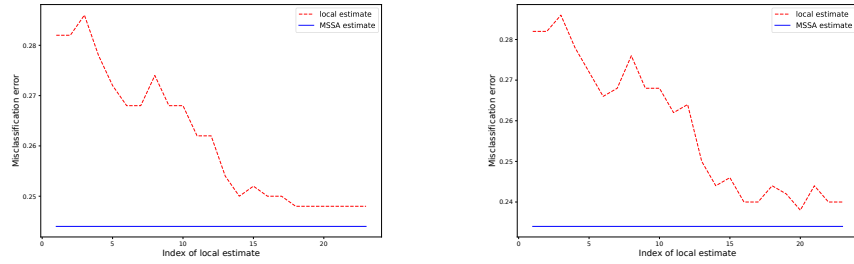 local estimate
MSSA estimate
0.28
0.27
0.26
0.25
Misclassification error
0
5
10
15
20
Index of local estimate
local estimate
MSSA estimate
0.28
0.27
0.26
0.25
0.24
Misclassification error
0
5
10
15
20
Index of local estimate